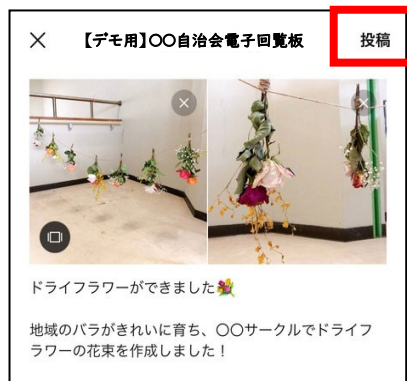 【デモ用】〇〇自治会電子回覧板 投稿
ドライフラワーができました💐
地域のバラがきれいに育ち、〇〇サークルでドライフ
ラワーの花束を作成しました！